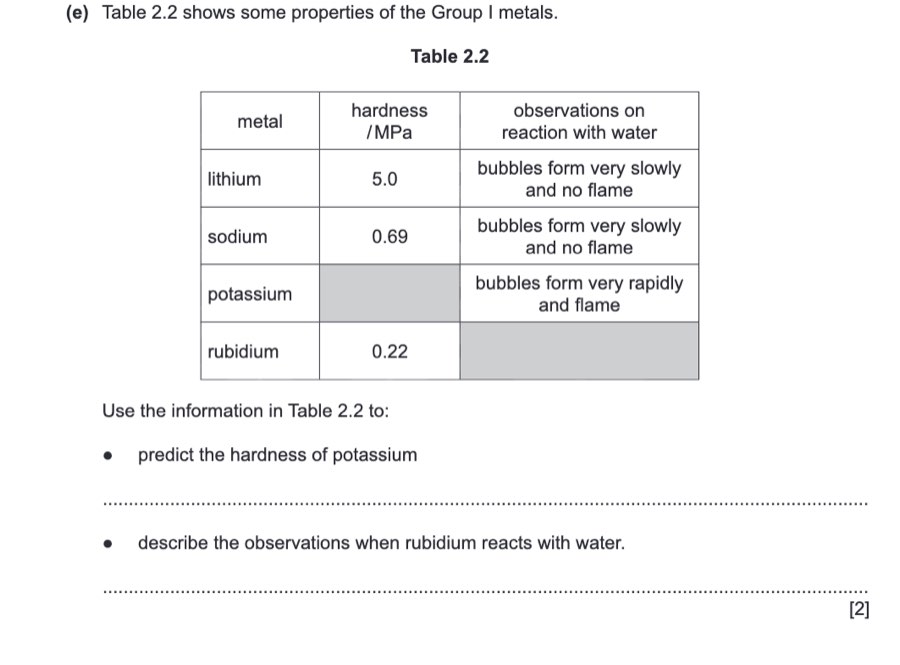 (e) Table 2.2 shows some properties of the Group I metals.
Table 2.2
metal
hardness
/MPa
observations on
reaction with water
lithium
5.0
bubbles form very slowly
and no flame
sodium
0.69
bubbles form very slowly
and no flame
potassium
bubbles form very rapidly
and flame
rubidium
0.22
Use the information in Table 2.2 to:
• predict the hardness of potassium
• describe the observations when rubidium reacts with water.
[2]